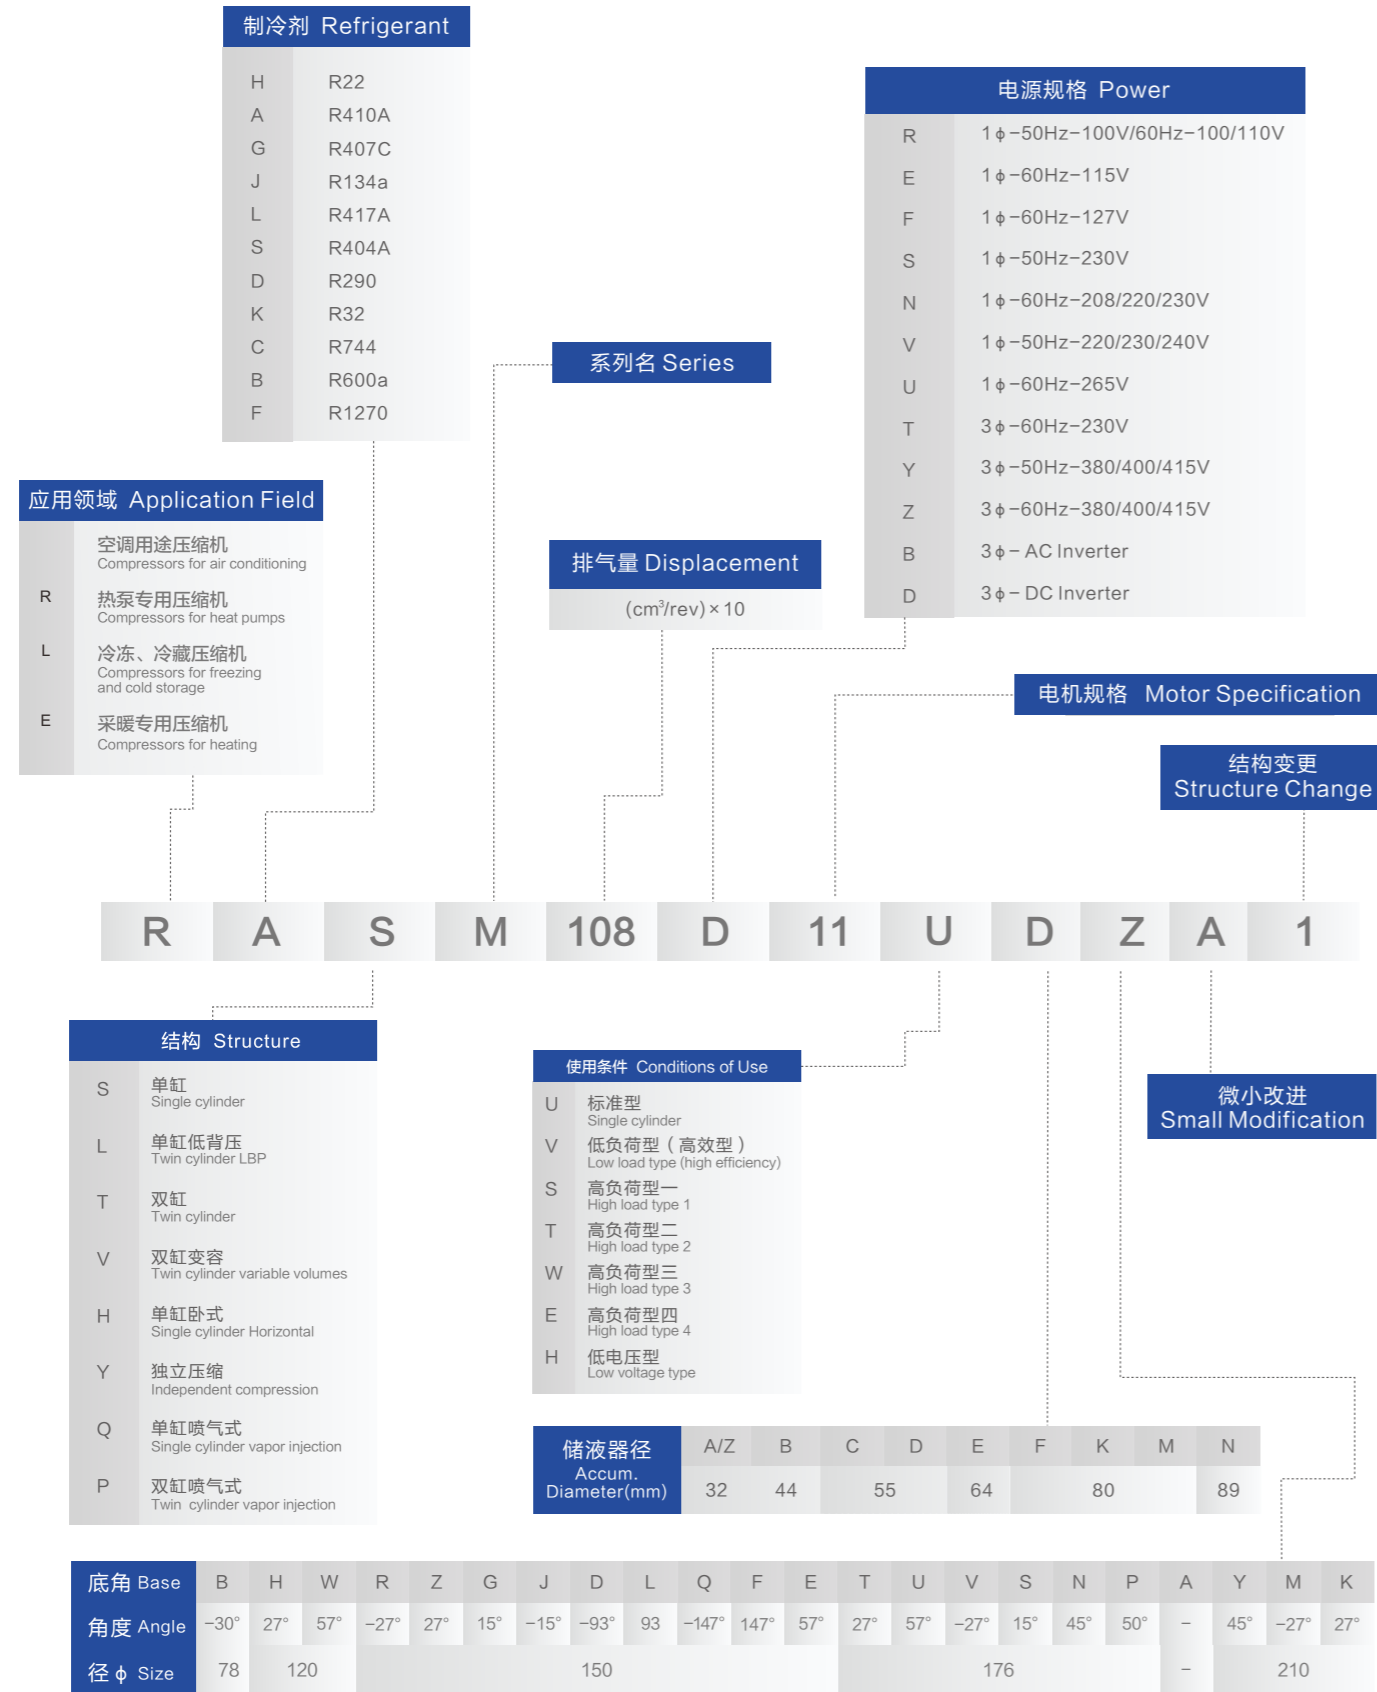 制冷剂 Refrigerant
H R22
A R410A
G R407C
J R134a
L R417A
S R404A
D R290
K R32
C R744
B R600a
F R1270
电源规格 Power
R 1ϕ-50Hz-100V/60Hz-100/110V
E 1ϕ-60Hz-115V
F 1ϕ-60Hz-127V
S 1ϕ-50Hz-230V
N 1ϕ-60Hz-208/220/230V
V 1ϕ-50Hz-220/230/240V
U 1ϕ-60Hz-265V
T 3ϕ-60Hz-230V
Y 3ϕ-50Hz-380/400/415V
Z 3ϕ-60Hz-380/400/415V
B 3ϕ- AC Inverter
D 3ϕ- DC Inverter
系列名 Series
应用领域 Application Field
空调用途压缩机
Compressors for air conditioning
R 热泵专用压缩机
Compressors for heat pumps
L 冷冻、冷藏压缩机
Compressors for freezing
and cold storage
E 采暖专用压缩机
Compressors for heating
排气量 Displacement
(cm³/rev)×10
电机规格 Motor Specification
结构变更
Structure Change
R A S M 108 D 11 U D Z A 1
结构 Structure
S 单缸
Single cylinder
L 单缸低背压
Twin cylinder LBP
T 双缸
Twin cylinder
V 双缸变容
Twin cylinder variable volumes
H 单缸卧式
Single cylinder Horizontal
Y 独立压缩
Independent compression
Q 单缸喷气式
Single cylinder vapor injection
P 双缸喷气式
Twin cylinder vapor injection
使用条件 Conditions of Use
U 标准型
Single cylinder
V 低负荷型（高效型）
Low load type (high efficiency)
S 高负荷型一
High load type 1
T 高负荷型二
High load type 2
W 高负荷型三
High load type 3
E 高负荷型四
High load type 4
H 低电压型
Low voltage type
微小改进
Small Modification
储液器径
Accum.
Diameter(mm)
A/Z B C D E F K M N
32 44 55 64 80 89
底角 Base B H W R Z G J D L Q F E T U V S N P A Y M K
角度 Angle -30° 27° 57° -27° 27° 15° -15° -93° 93 -147° 147° 57° 27° 57° -27° 15° 45° 50° - 45° -27° 27°
径 ϕ Size 78 120 150 176 - 210